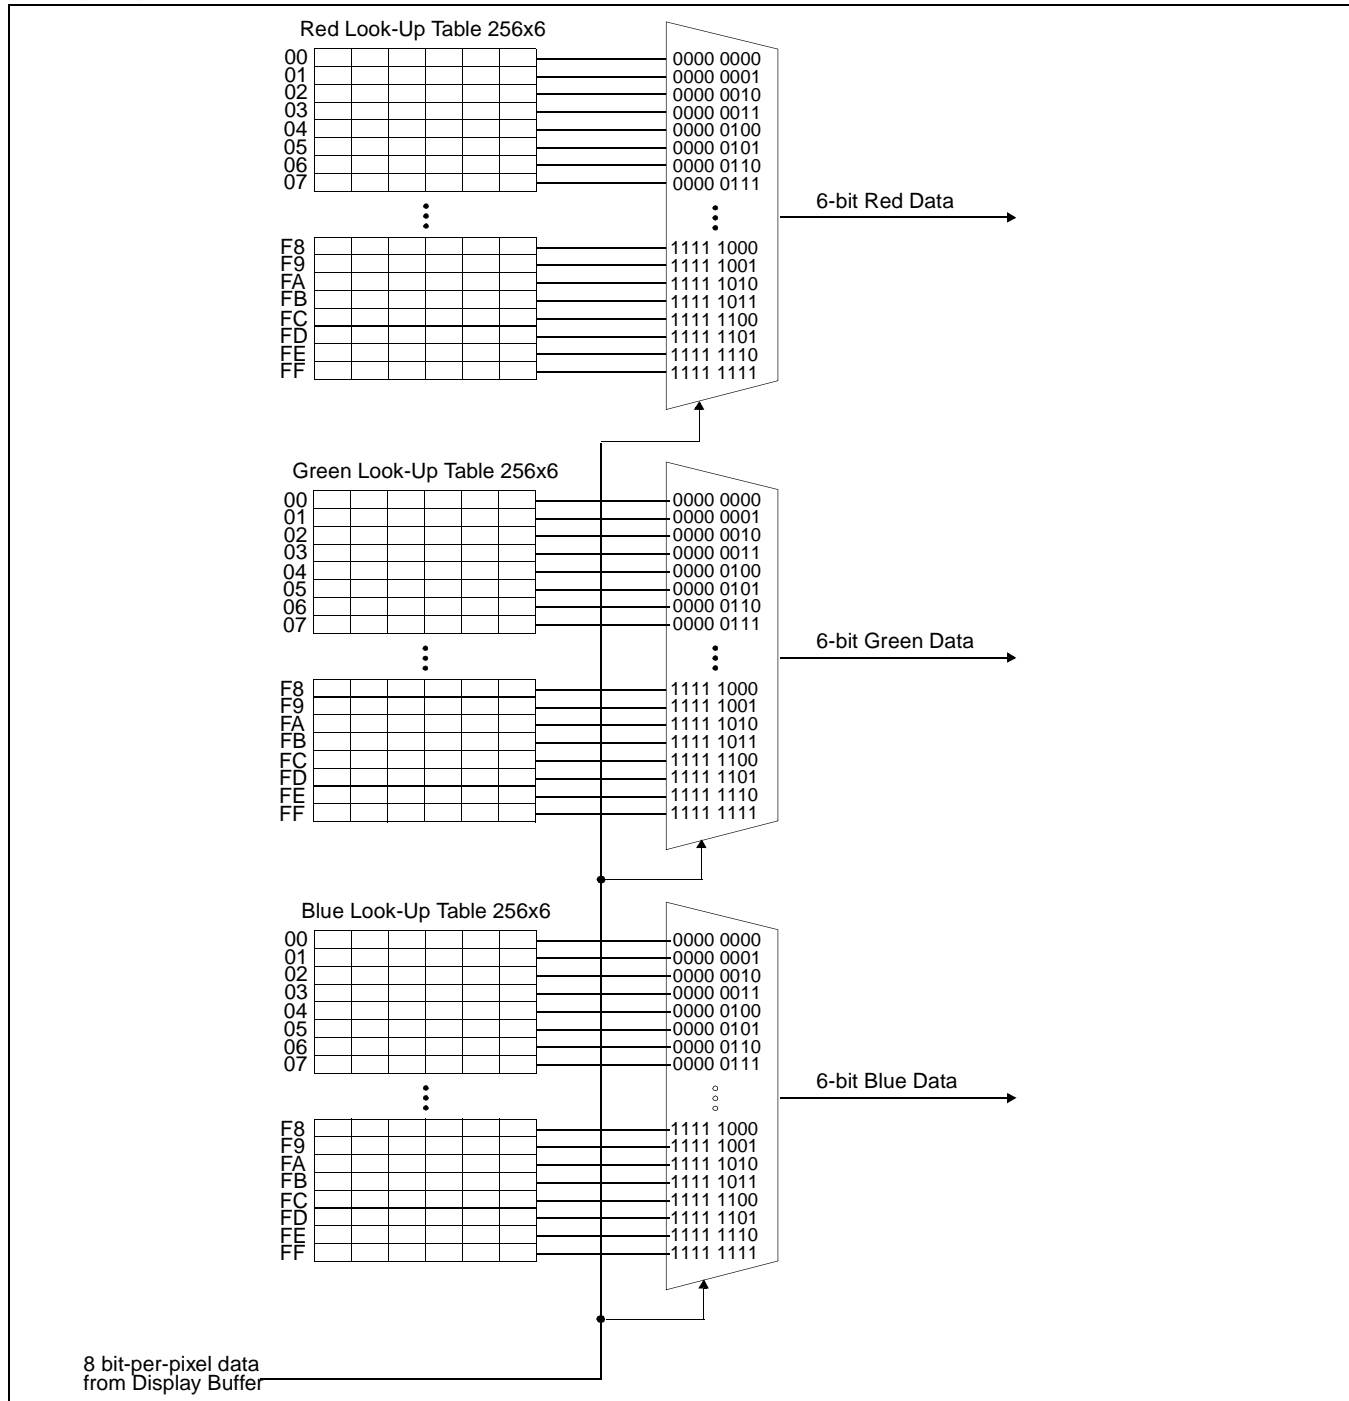 Red Look-Up Table 256x6
00 0000 0000
01 0000 0001
02 0000 0010
03 0000 0011
04 0000 0100
05 0000 0101
06 0000 0110
07 0000 0111
6-bit Red Data
F8 1111 1000
F9 1111 1001
FA 1111 1010
FB 1111 1011
FC 1111 1100
FD 1111 1101
FE 1111 1110
FF 1111 1111
Green Look-Up Table 256x6
00 0000 0000
01 0000 0001
02 0000 0010
03 0000 0011
04 0000 0100
05 0000 0101
06 0000 0110
07 0000 0111
6-bit Green Data
F8 1111 1000
F9 1111 1001
FA 1111 1010
FB 1111 1011
FC 1111 1100
FD 1111 1101
FE 1111 1110
FF 1111 1111
Blue Look-Up Table 256x6
00 0000 0000
01 0000 0001
02 0000 0010
03 0000 0011
04 0000 0100
05 0000 0101
06 0000 0110
07 0000 0111
6-bit Blue Data
F8 1111 1000
F9 1111 1001
FA 1111 1010
FB 1111 1011
FC 1111 1100
FD 1111 1101
FE 1111 1110
FF 1111 1111
8 bit-per-pixel data
from Display Buffer